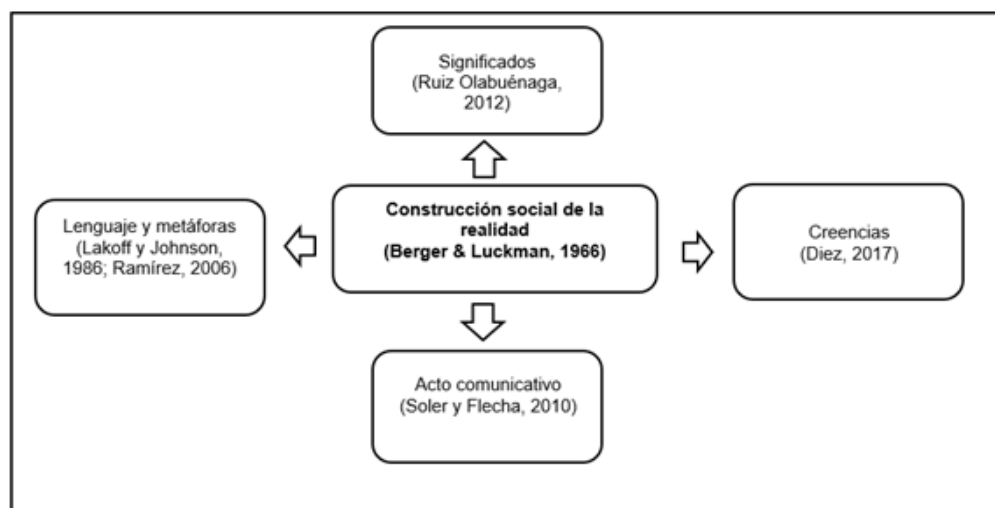 Significados
(Ruiz Olabuénaga,
2012)
Lenguaje y metáforas
(Lakoff y Johnson,
1986; Ramírez, 2006)
Construcción social de la
realidad
(Berger & Luckman, 1966)
Creencias
(Diez, 2017)
Acto comunicativo
(Soler y Flecha, 2010)